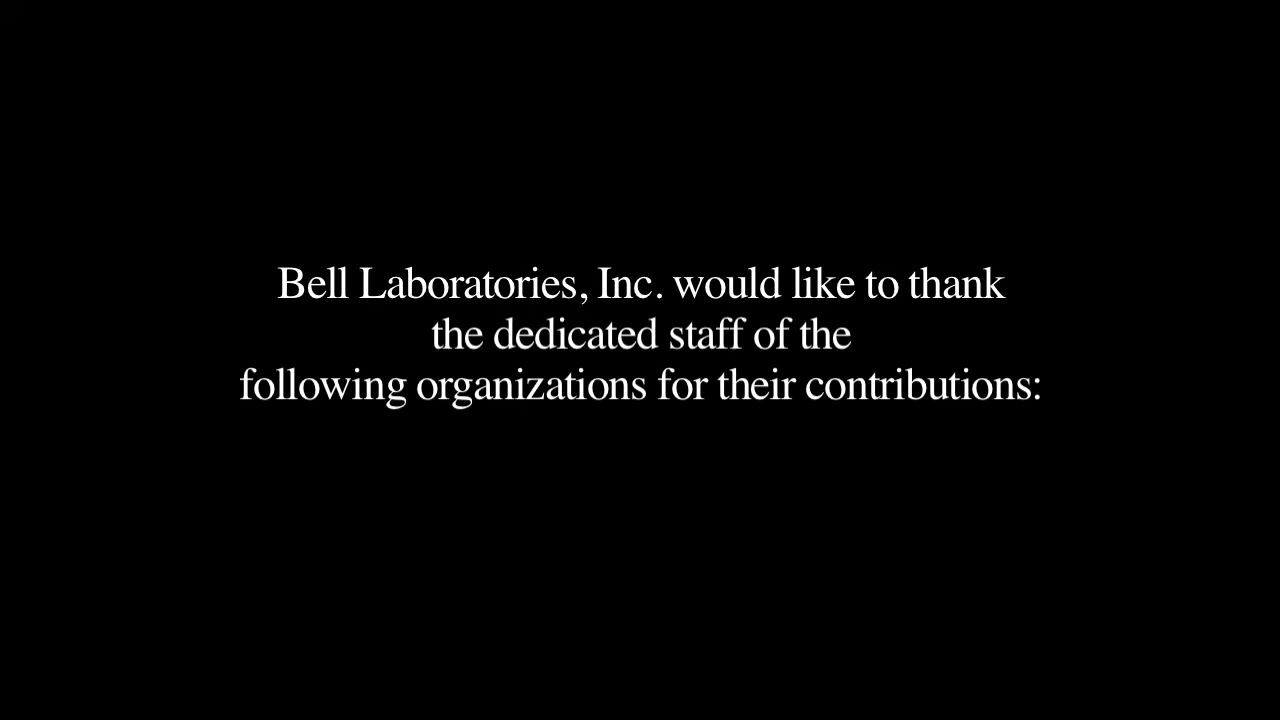 Bell Laboratories, Inc. would like to thank
the dedicated staff of the
following organizations for their contributions: